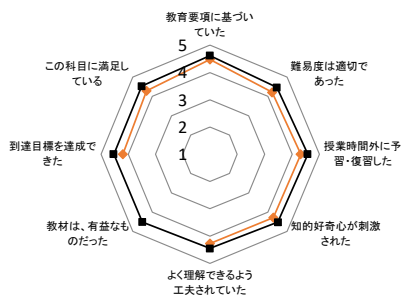 教育要項に基づい
ていた
難易度は適切で
あった
授業時間外に予
習・復習した
知的好奇心が刺激
された
よく理解できるよう
工夫されていた
教材は、有益なも
のだった
到達目標を達成で
きた
この科目に満足し
ている
5
4
3
2
1